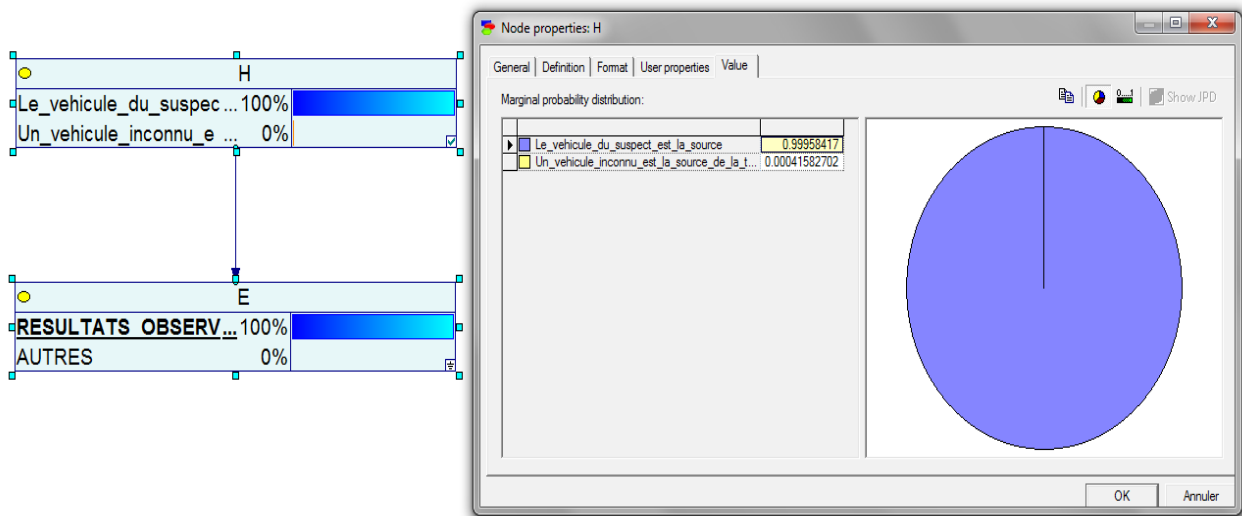 H
Le_vehicule_du_suspec ... 100%
Un_vehicule_inconnu_e ... 0%
E
RESULTATS_OBSERV ... 100%
AUTRES 0%
Node properties: H
General Definition Format User properties Value
Marginal probability distribution:
Show JPD
Le_vehicule_du_suspect_est_la_source 0.99958417
Un_vehicule_inconnu_est_la_source_de_la_t... 0.00041582702
OK Annuler